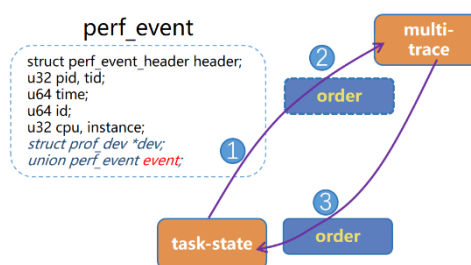 perf_event
struct perf_event_header header;
u32 pid, tid;
u64 time;
u64 id;
u32 cpu, instance;
struct prof_dev *dev;
union perf_event event;
multi-
trace
2
order
1
3
task-state
order